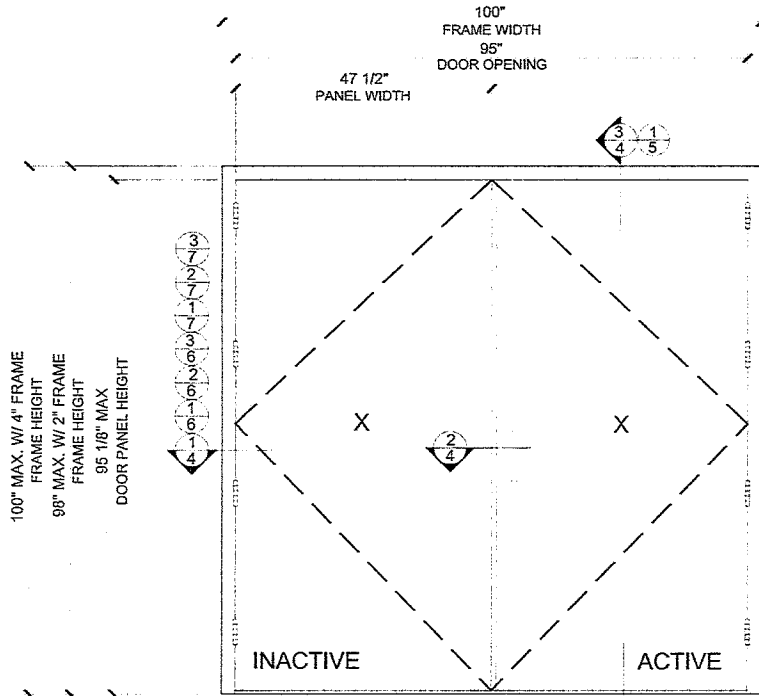 100"
FRAME WIDTH
95"
DOOR OPENING
47 1/2"
PANEL WIDTH
3
4
1
5
3
7
2
7
1
7
3
6
2
6
1
6
1
4
100" MAX. W/ 4" FRAME
FRAME HEIGHT
98" MAX. W/ 2" FRAME
FRAME HEIGHT
95 1/8" MAX
DOOR PANEL HEIGHT
X
X
2
4
INACTIVE
ACTIVE